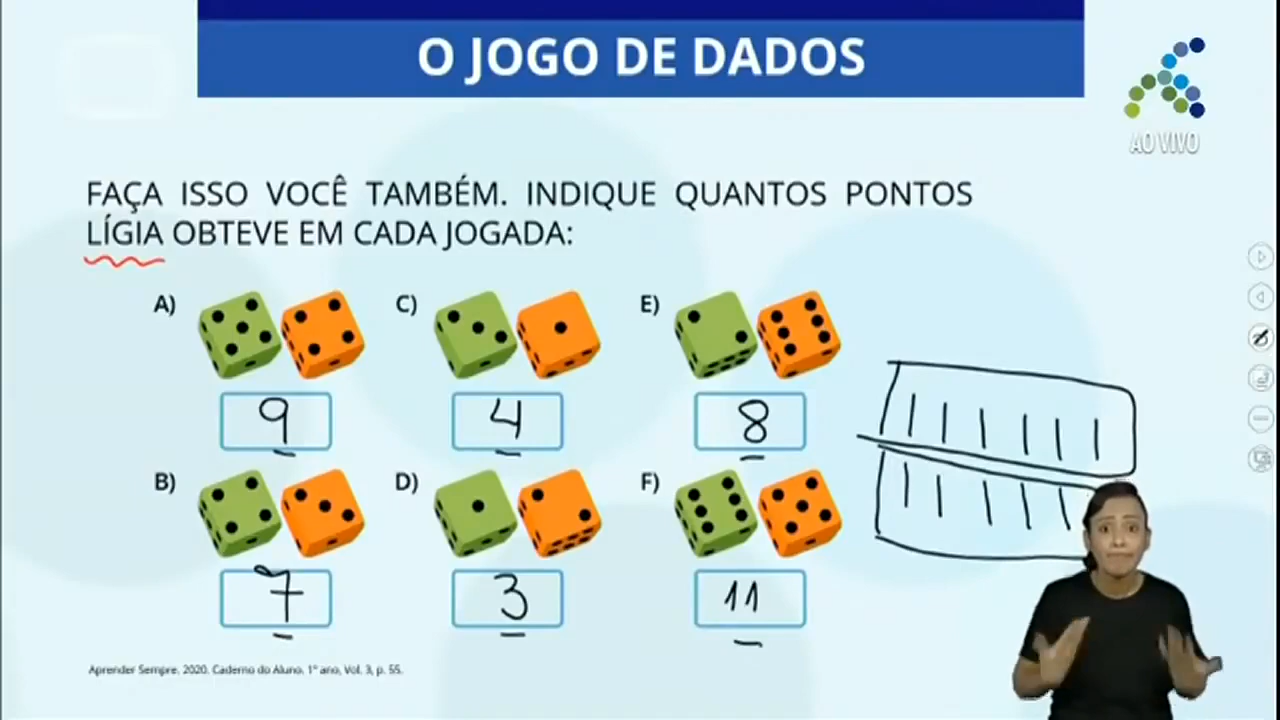 O JOGO DE DADOS
AO VIVO
FAÇA ISSO VOCÊ TAMBÉM. INDIQUE QUANTOS PONTOS
LÍGIA OBTEVE EM CADA JOGADA:
A) C) E)
9 4 8
B) D) F)
7 3 11
Aprender Sempre, 2020. Caderno do Aluno, 1º ano, Vol. 3, p. 55.